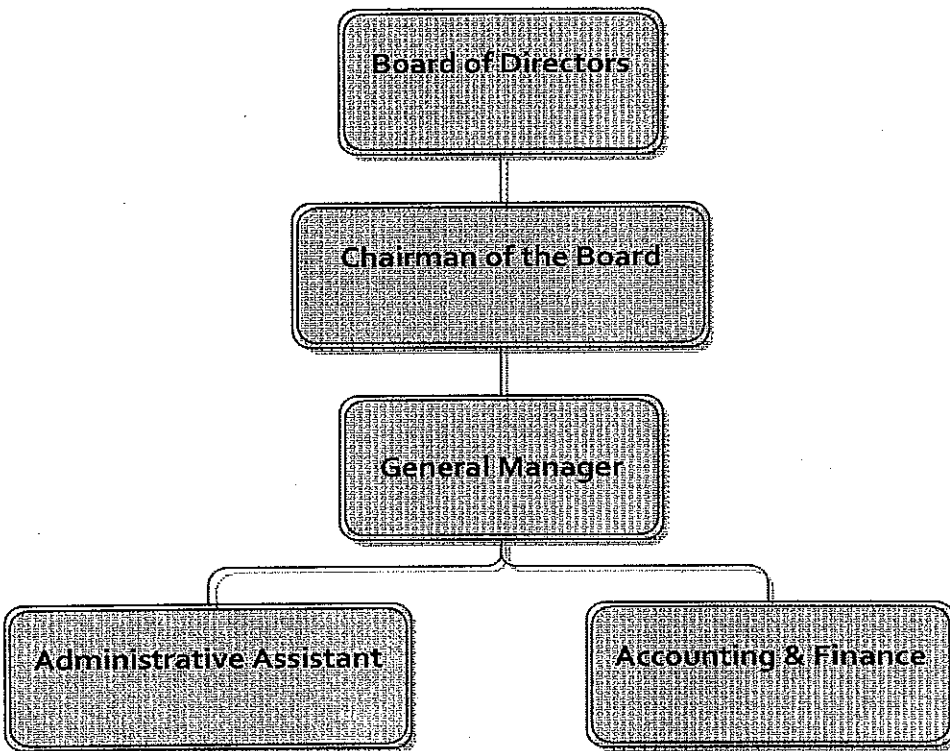 Board of Directors
Chairman of the Board
General Manager
Administrative Assistant
Accounting & Finance